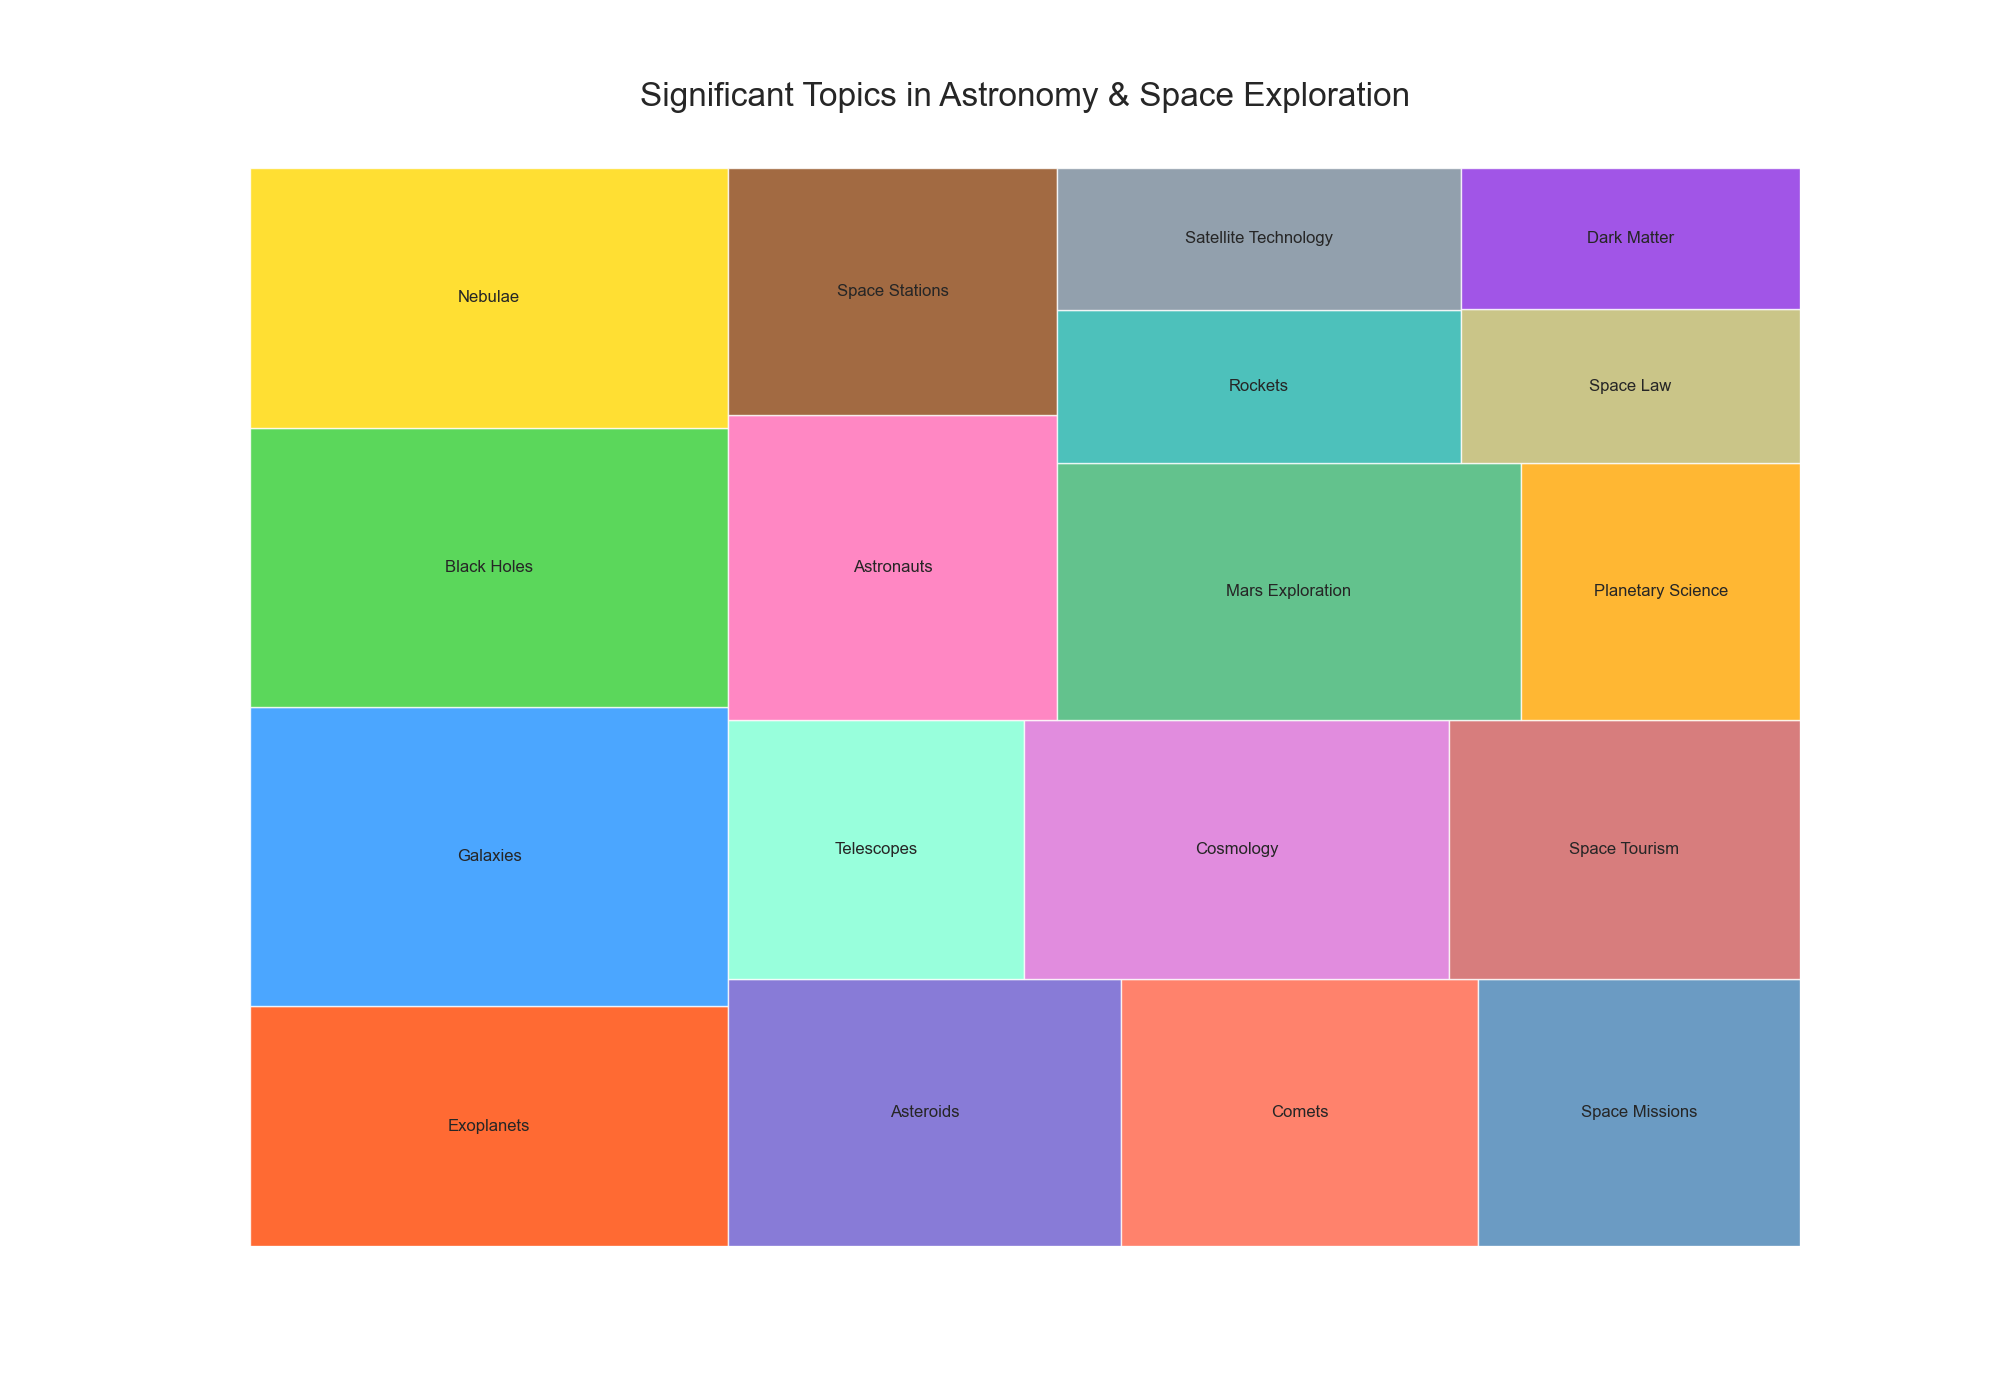 Significant Topics in Astronomy & Space Exploration
Nebulae
Black Holes
Galaxies
Exoplanets
Space Stations
Astronauts
Satellite Technology
Dark Matter
Rockets
Space Law
Mars Exploration
Planetary Science
Telescopes
Cosmology
Space Tourism
Asteroids
Comets
Space Missions